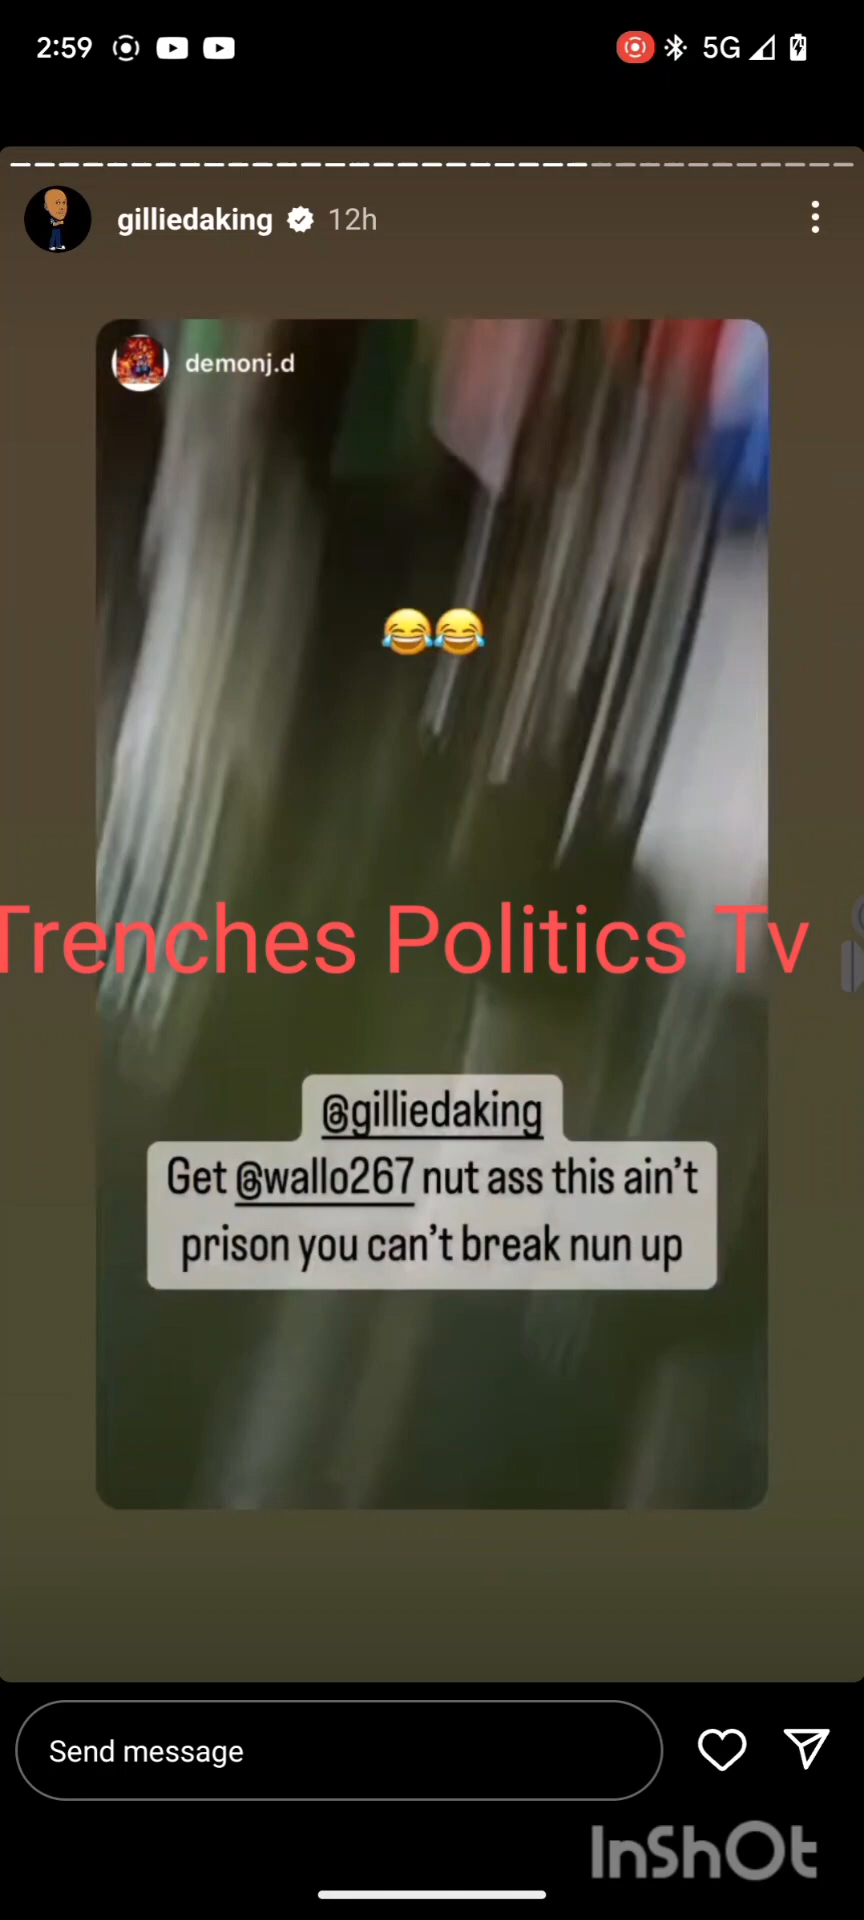 2:59
5G
gilliedaking 12h
demonj.d
😂😂
Trenches Politics Tv
@gilliedaking
Get @wallo267 nut ass this ain't
prison you can't break nun up
Send message
InShOt